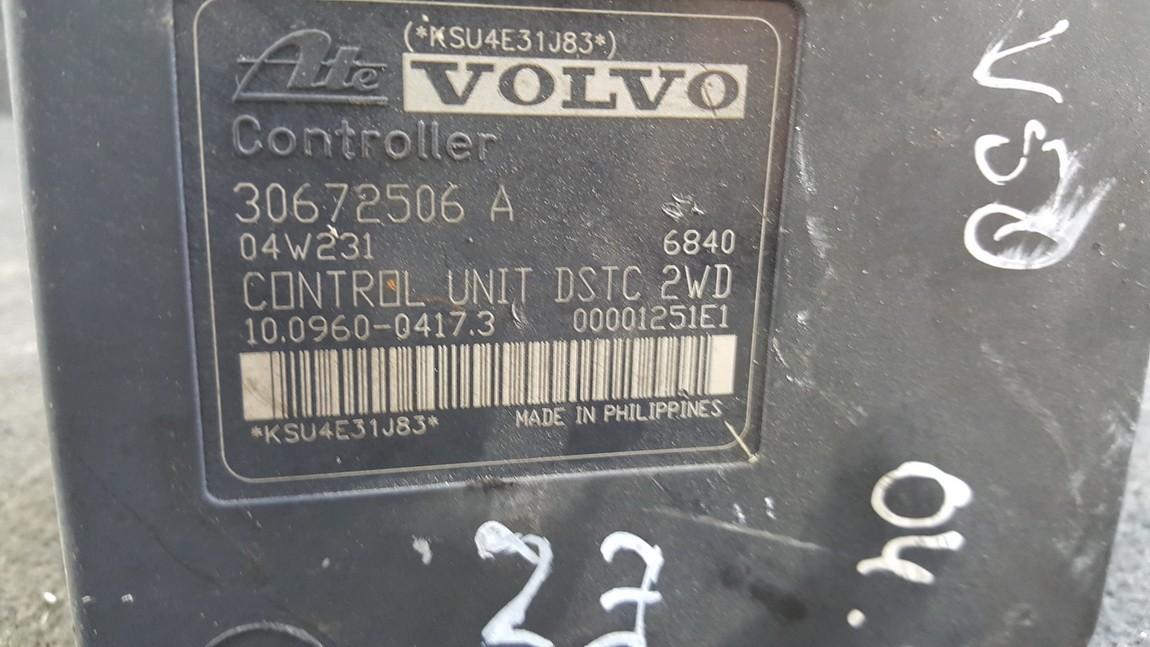 (*KSU4E31J83*)
Ate VOLVO
Controller
30672506 A
04W231 6840
CONTROL UNIT DSTC 2WD
10.0960-0417.3 00001251E1
*KSU4E31J83* MADE IN PHILIPPINES
V50
04.
27